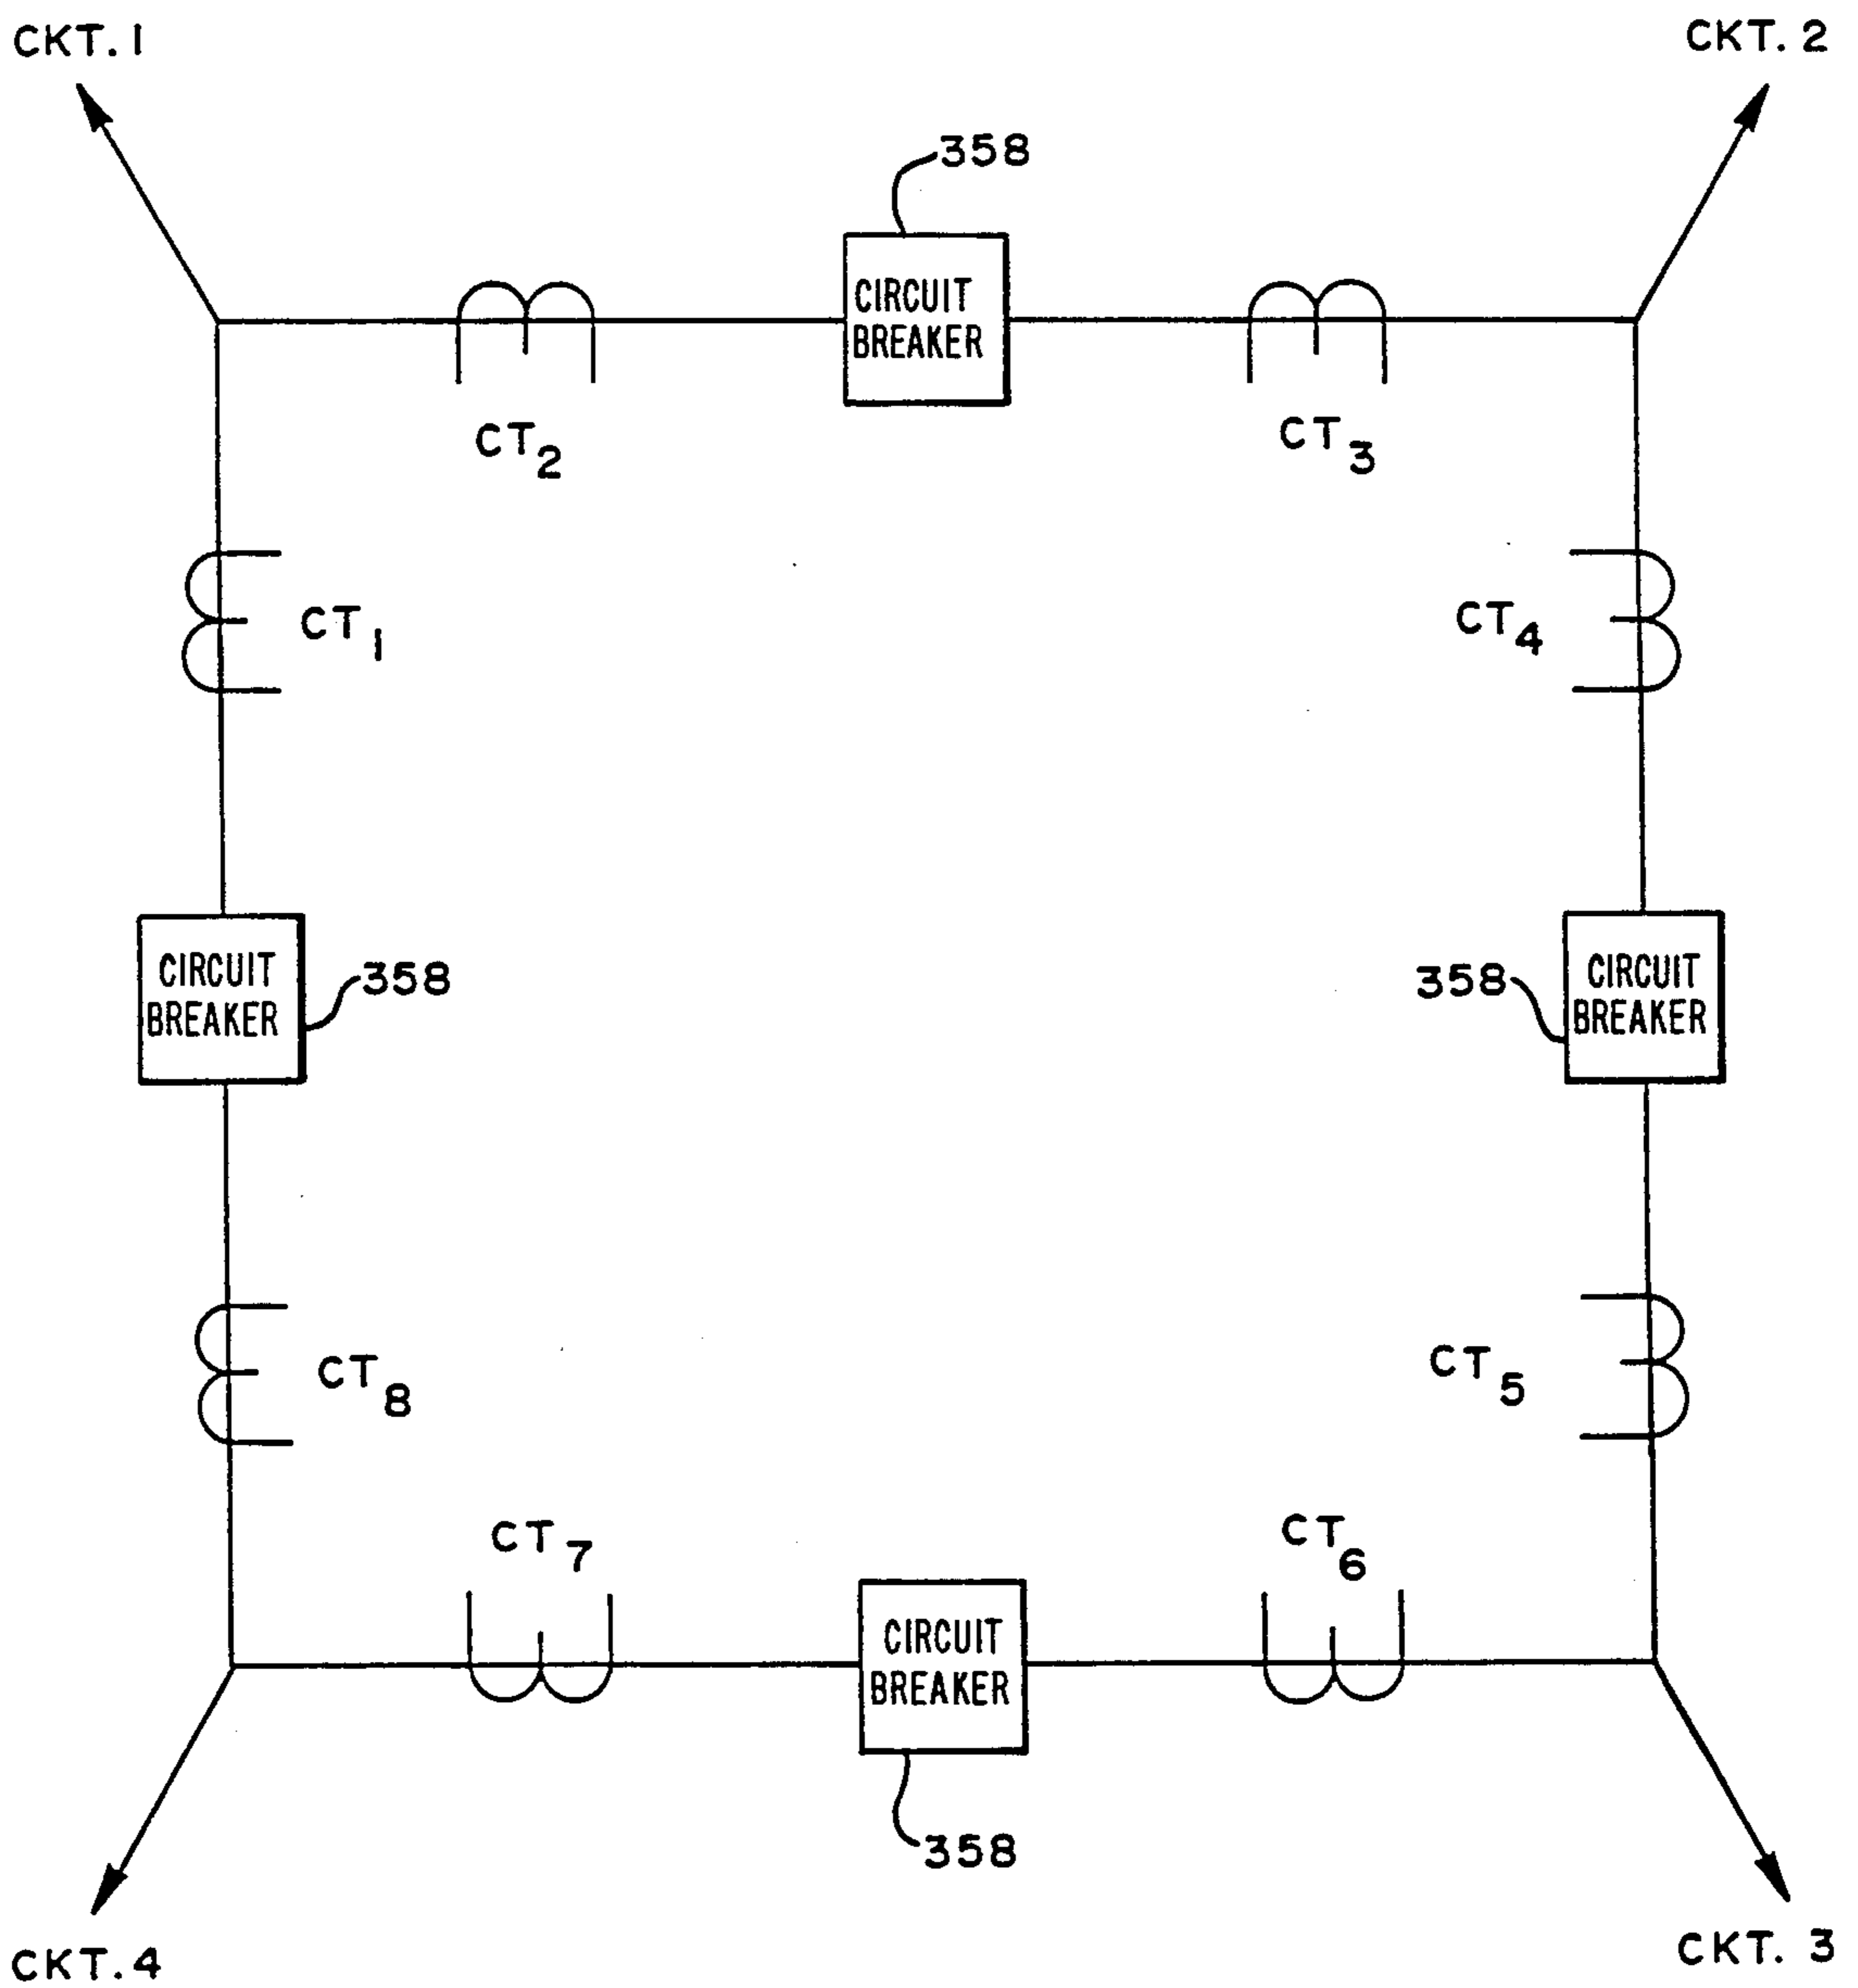 CKT. 1
CKT. 2
358
CIRCUIT
BREAKER
CT2
CT3
CT1
CT4
CIRCUIT
BREAKER
358
358
CIRCUIT
BREAKER
CT8
CT5
CT7
CT6
CIRCUIT
BREAKER
358
CKT. 4
CKT. 3